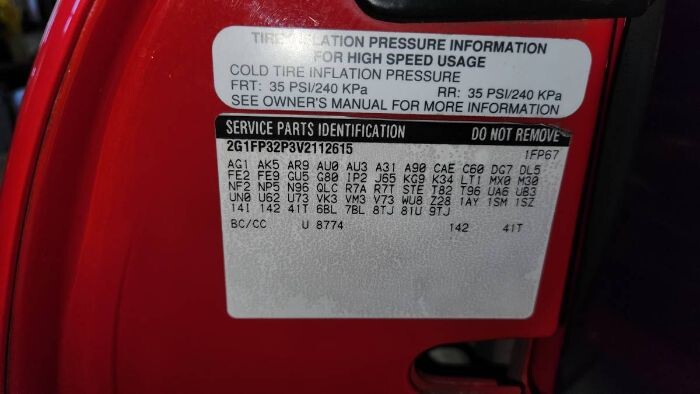 TIRE INFLATION PRESSURE INFORMATION
FOR HIGH SPEED USAGE
COLD TIRE INFLATION PRESSURE
FRT: 35 PSI/240 KPa RR: 35 PSI/240 KPa
SEE OWNER'S MANUAL FOR MORE INFORMATION
SERVICE PARTS IDENTIFICATION DO NOT REMOVE
2G1FP32P3V2112615 1FP67
AG1 AK5 AR9 AU0 AU3 A31 A90 CAE C60 DG7 DL5
FE2 FE9 GU5 G80 IP2 J65 KG9 K34 LT1 MX0 M30
NF2 NP5 N96 QLC R7A R7T STE T82 T96 UA6 UB3
UN0 U62 U73 VK3 VM3 V73 WU8 Z28 1AY 1SM 1SZ
14I 142 41T 6BL 7BL 8TJ 81U 9TJ
BC/CC U 8774 142 41T